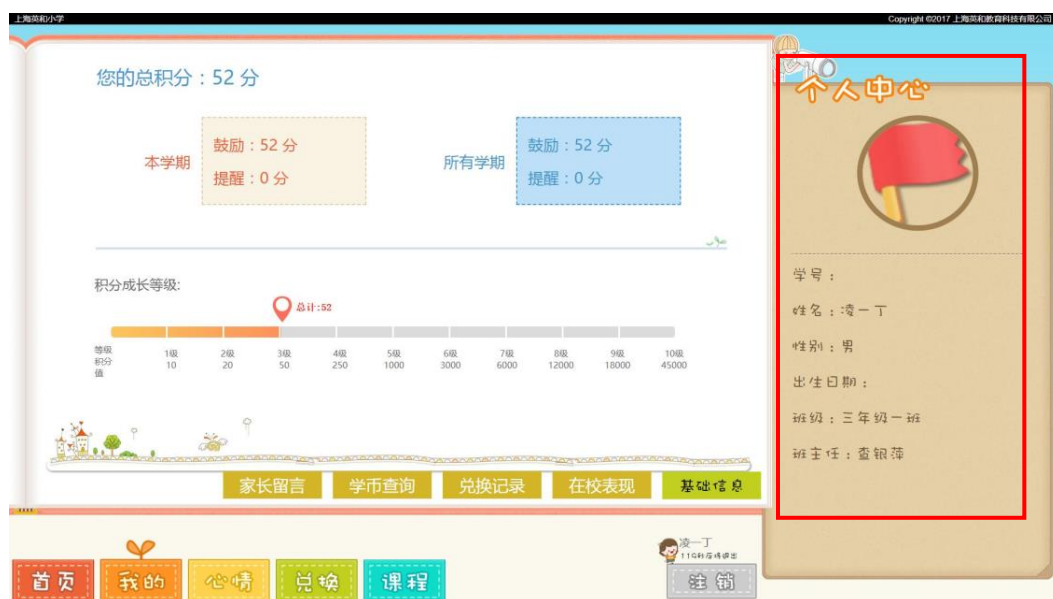 上海英和小学
Copyright ©2017 上海英和教育科技有限公司
您的总积分：52 分
本学期
鼓励：52 分
提醒：0 分
所有学期
鼓励：52 分
提醒：0 分
积分成长等级:
总计:52
等级 1级 2级 3级 4级 5级 6级 7级 8级 9级 10级
积分值 10 20 50 250 1000 3000 6000 12000 18000 45000
家长留言 学币查询 兑换记录 在校表现 基础信息
个人中心
学号：
姓名：凌一丁
性别：男
出生日期：
班级：三年级一班
班主任：查银萍
凌一丁
首页 我的 心情 兑换 课程 注销